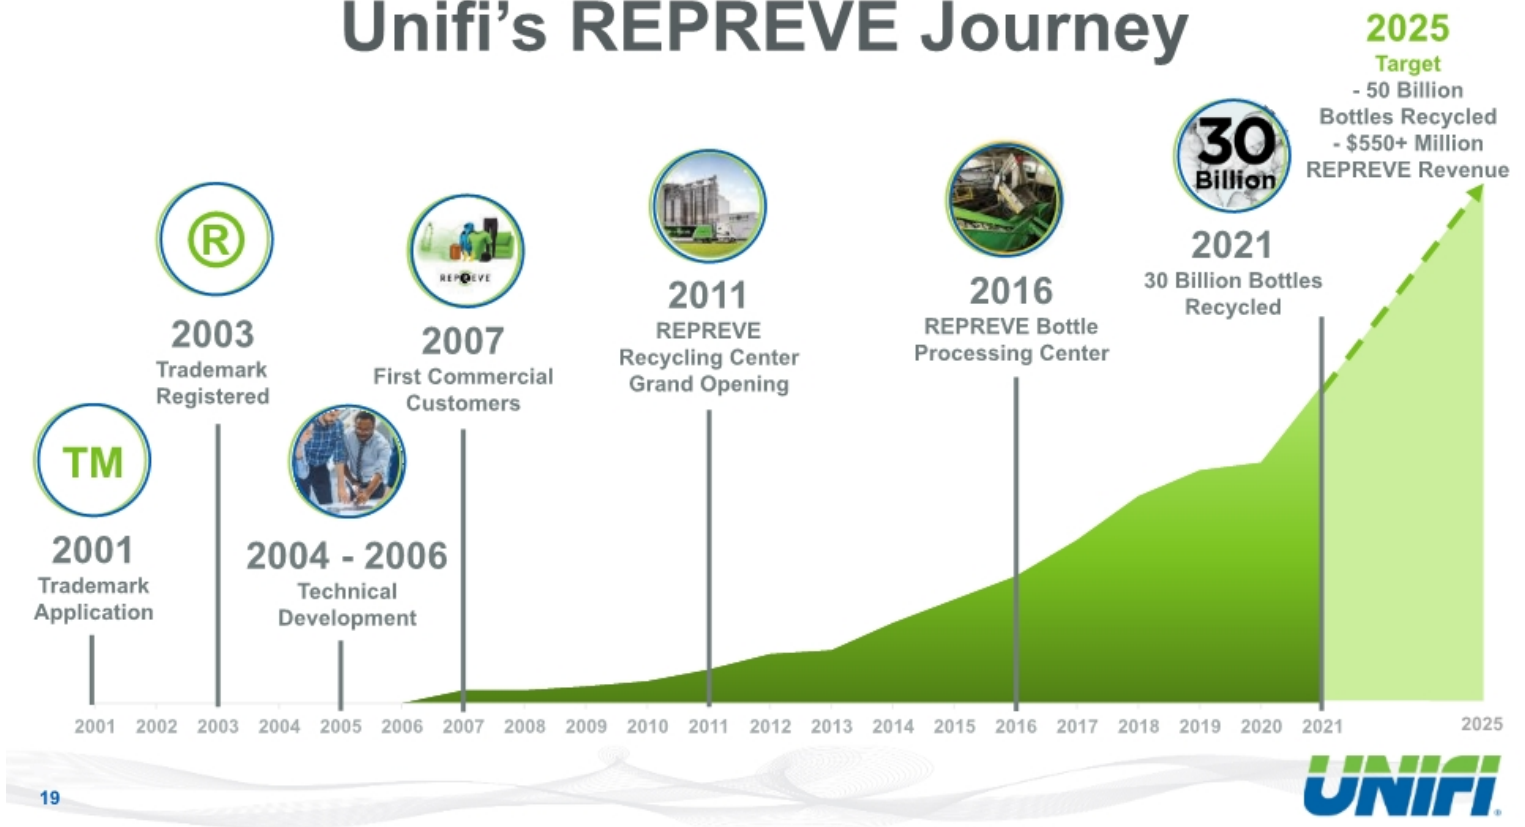 Unifi's REPREVE Journey
2025
Target
- 50 Billion
Bottles Recycled
- $550+ Million
REPREVE Revenue
30
Billion
2021
30 Billion Bottles
Recycled
2016
REPREVE Bottle
Processing Center
2011
REPREVE
Recycling Center
Grand Opening
REPREVE
2007
First Commercial
Customers
®
2003
Trademark
Registered
TM
2001
Trademark
Application
2004 - 2006
Technical
Development
2001 2002 2003 2004 2005 2006 2007 2008 2009 2010 2011 2012 2013 2014 2015 2016 2017 2018 2019 2020 2021 2025
19
UNIFI®